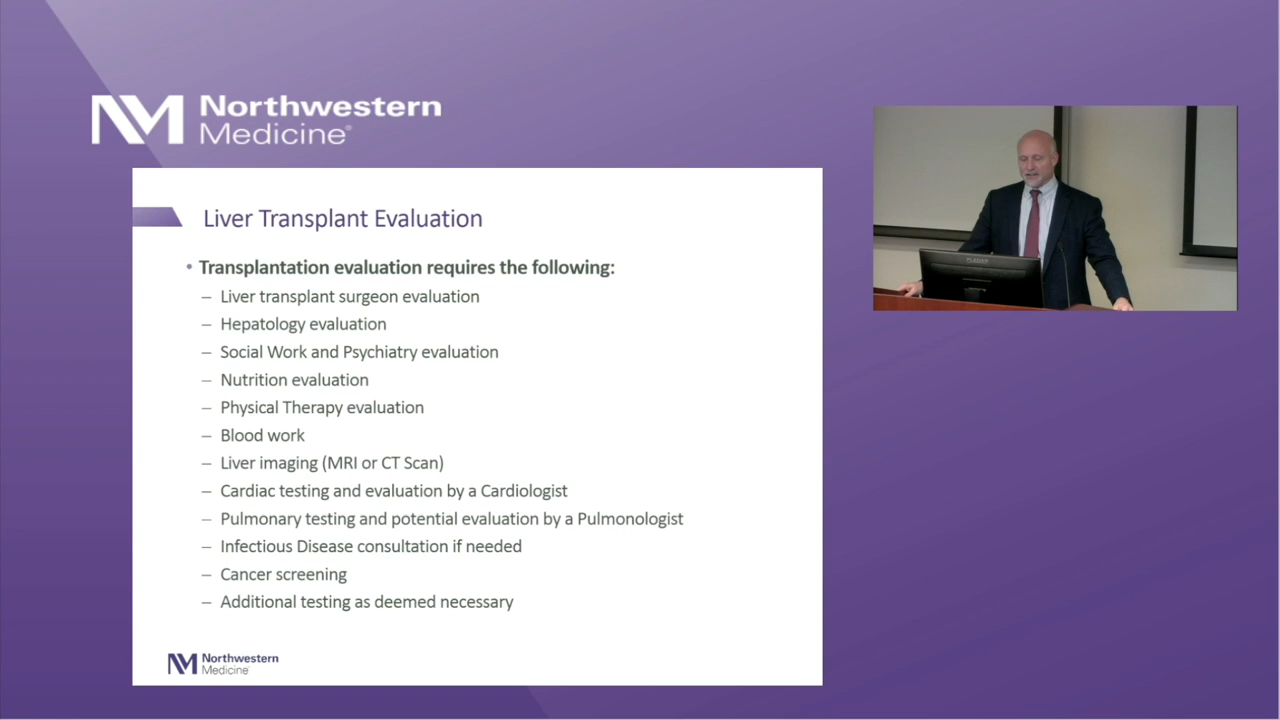 Northwestern
Medicine®
Liver Transplant Evaluation
• Transplantation evaluation requires the following:
– Liver transplant surgeon evaluation
– Hepatology evaluation
– Social Work and Psychiatry evaluation
– Nutrition evaluation
– Physical Therapy evaluation
– Blood work
– Liver imaging (MRI or CT Scan)
– Cardiac testing and evaluation by a Cardiologist
– Pulmonary testing and potential evaluation by a Pulmonologist
– Infectious Disease consultation if needed
– Cancer screening
– Additional testing as deemed necessary
Northwestern
Medicine